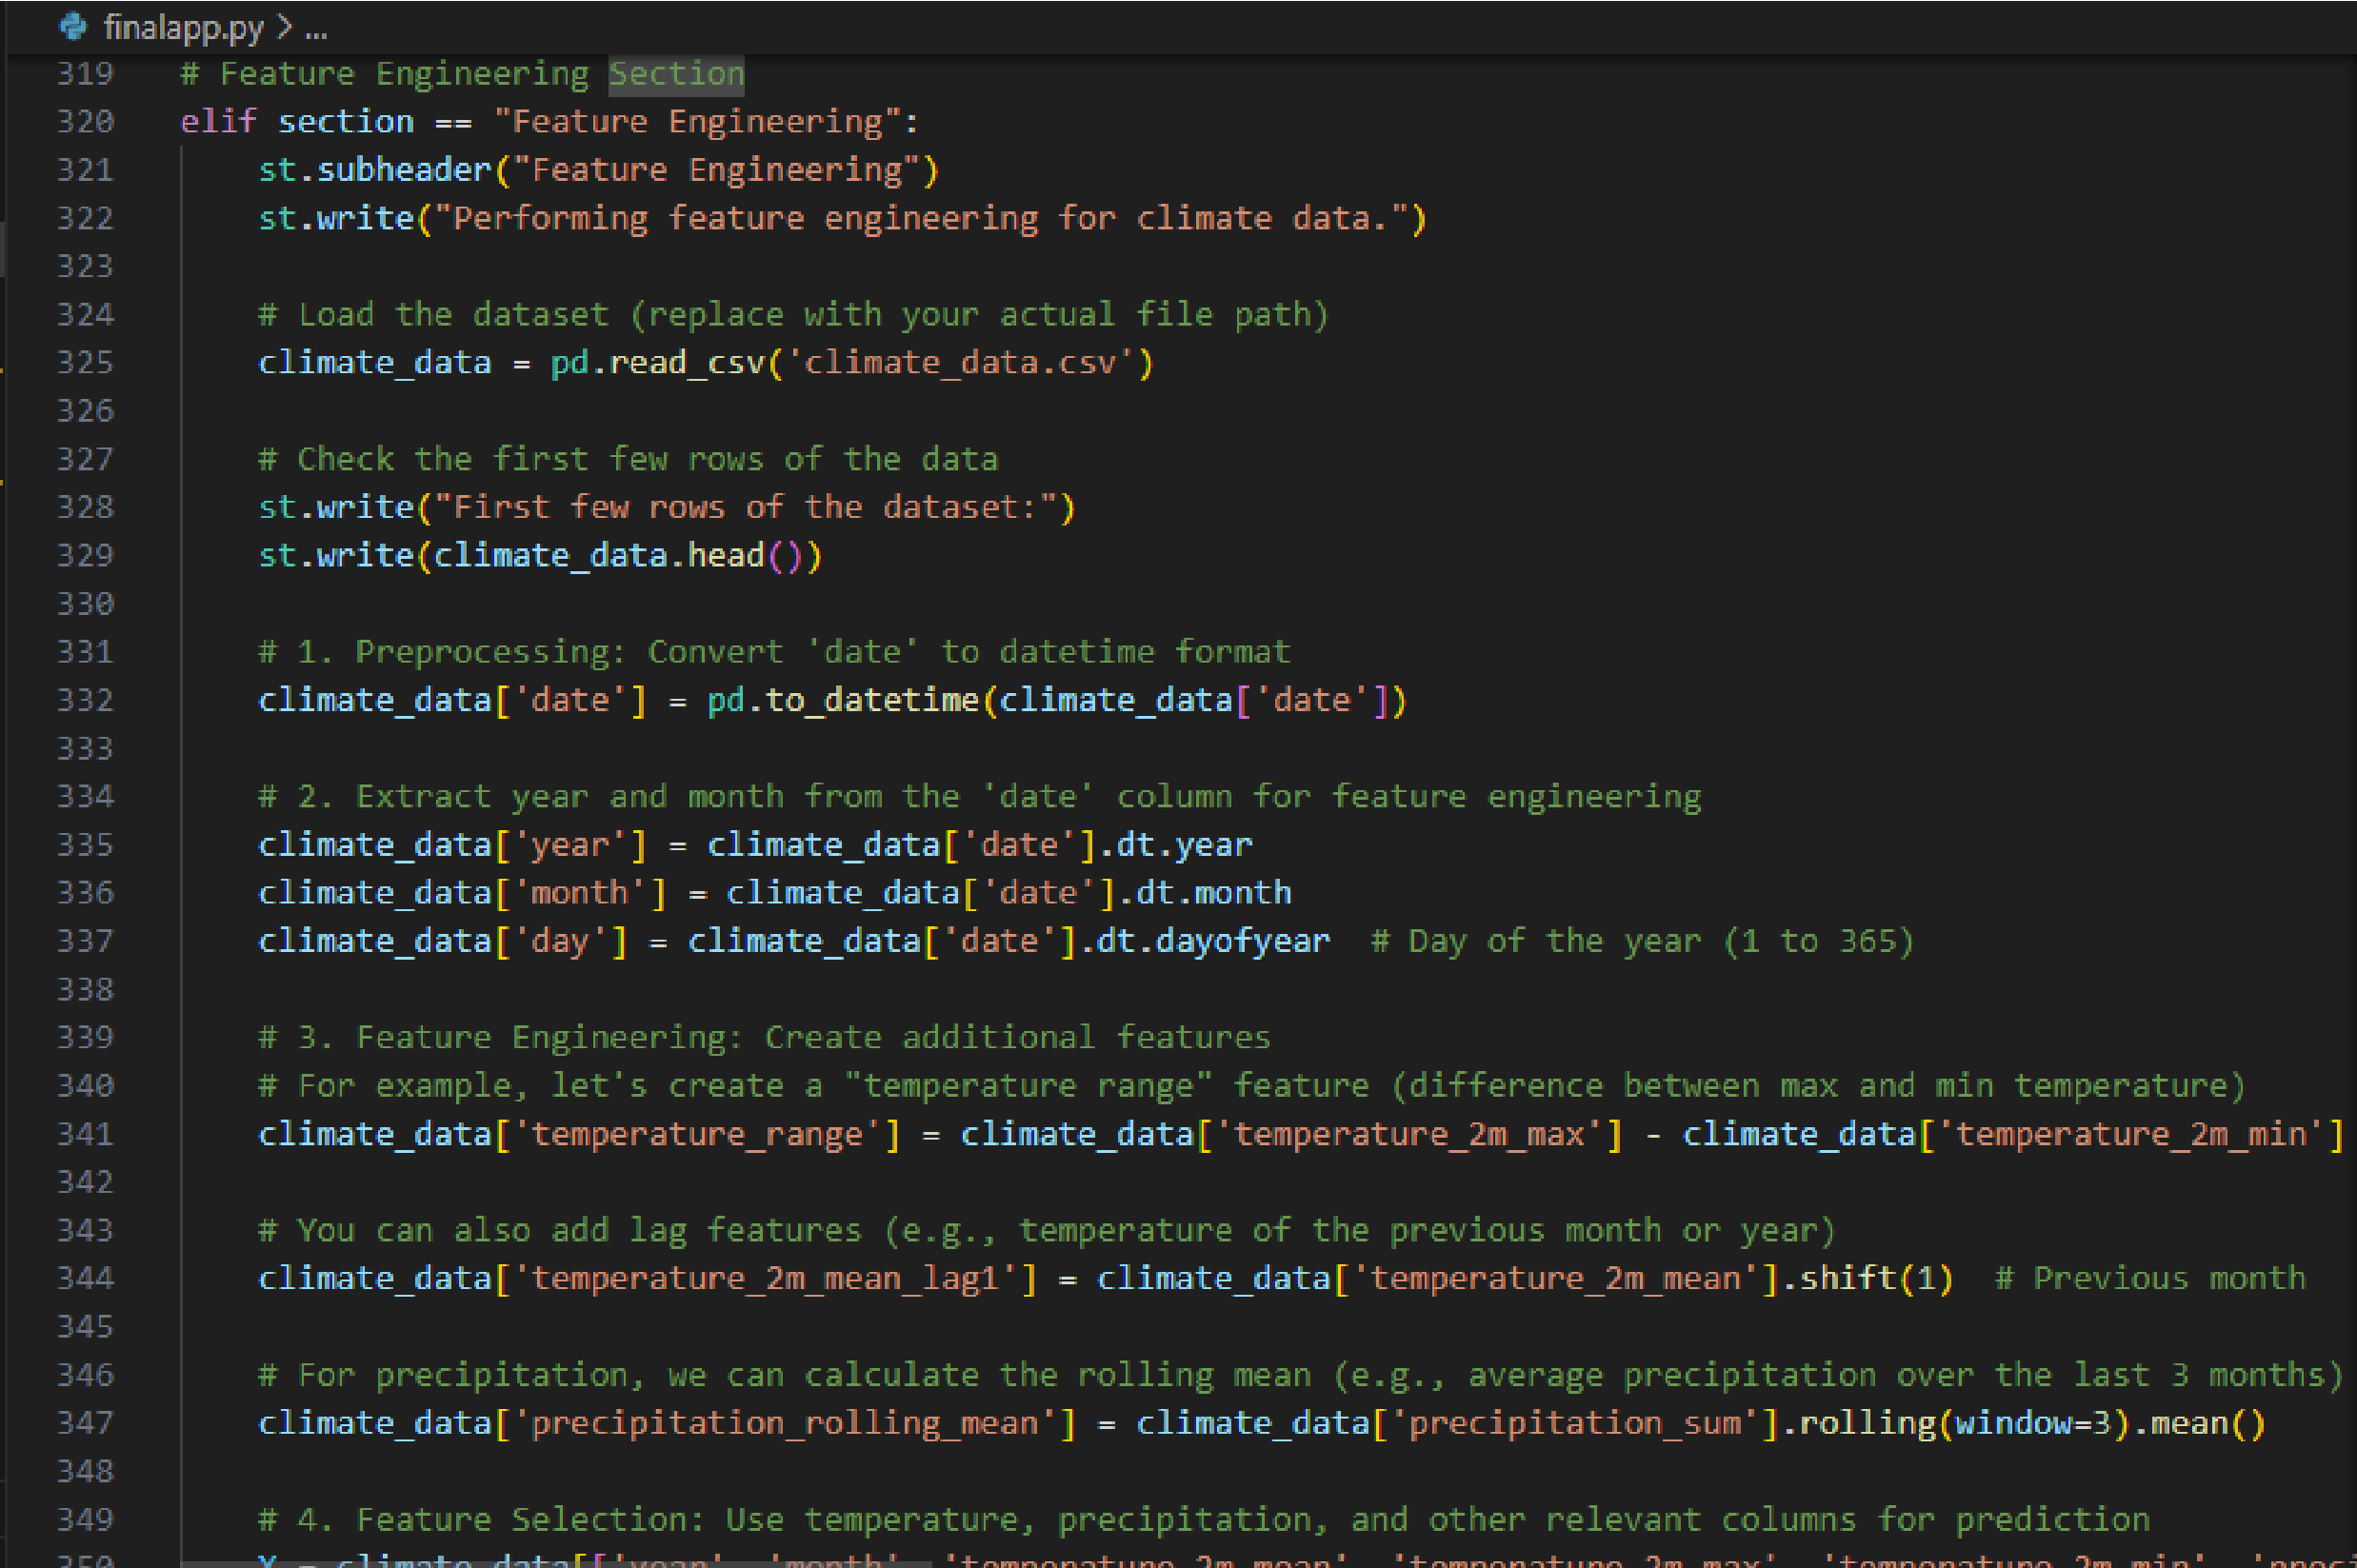 finalapp.py > ...
319 # Feature Engineering Section
320 elif section == "Feature Engineering":
321     st.subheader("Feature Engineering")
322     st.write("Performing feature engineering for climate data.")
323
324     # Load the dataset (replace with your actual file path)
325     climate_data = pd.read_csv('climate_data.csv')
326
327     # Check the first few rows of the data
328     st.write("First few rows of the dataset:")
329     st.write(climate_data.head())
330
331     # 1. Preprocessing: Convert 'date' to datetime format
332     climate_data['date'] = pd.to_datetime(climate_data['date'])
333
334     # 2. Extract year and month from the 'date' column for feature engineering
335     climate_data['year'] = climate_data['date'].dt.year
336     climate_data['month'] = climate_data['date'].dt.month
337     climate_data['day'] = climate_data['date'].dt.dayofyear  # Day of the year (1 to 365)
338
339     # 3. Feature Engineering: Create additional features
340     # For example, let's create a "temperature range" feature (difference between max and min temperature)
341     climate_data['temperature_range'] = climate_data['temperature_2m_max'] - climate_data['temperature_2m_min']
342
343     # You can also add lag features (e.g., temperature of the previous month or year)
344     climate_data['temperature_2m_mean_lag1'] = climate_data['temperature_2m_mean'].shift(1)  # Previous month
345
346     # For precipitation, we can calculate the rolling mean (e.g., average precipitation over the last 3 months)
347     climate_data['precipitation_rolling_mean'] = climate_data['precipitation_sum'].rolling(window=3).mean()
348
349     # 4. Feature Selection: Use temperature, precipitation, and other relevant columns for prediction
350     X = climate_data[['year', 'month', 'temperature_2m_mean', 'temperature_2m_max', 'temperature_2m_min',